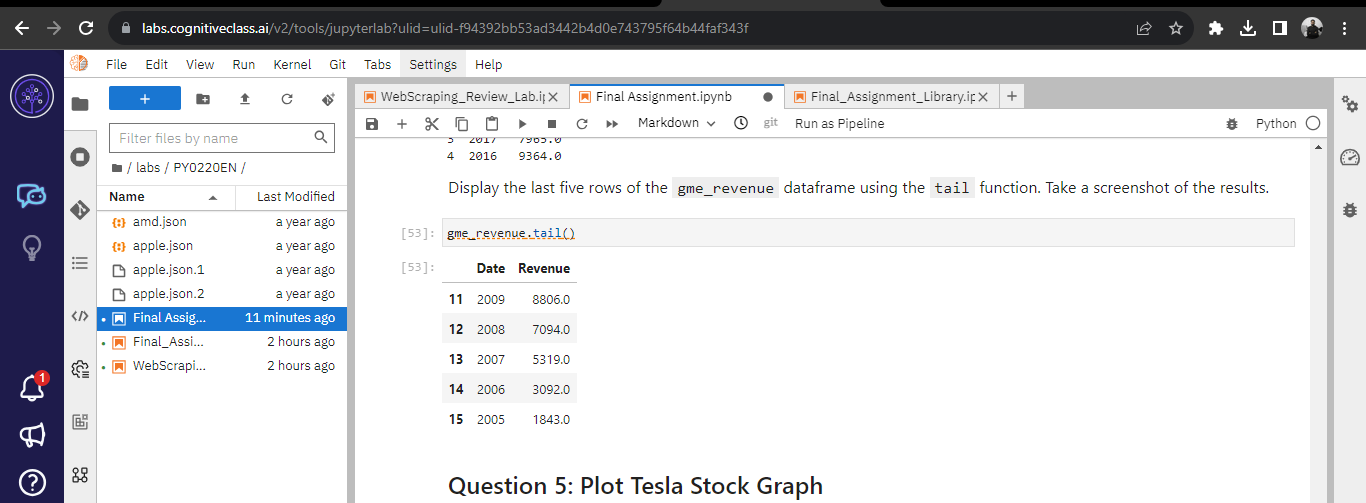 labs.cognitiveclass.ai/v2/tools/jupyterlab?ulid=ulid-f94392bb53ad3442b4d0e743795f64b44faf343f
File Edit View Run Kernel Git Tabs Settings Help
WebScraping_Review_Lab.i Final Assignment.ipynb Final_Assignment_Library.i
Markdown git Run as Pipeline Python
Filter files by name
/ labs / PY0220EN /
Name Last Modified
amd.json a year ago
apple.json a year ago
apple.json.1 a year ago
apple.json.2 a year ago
Final Assig... 11 minutes ago
Final_Assi... 2 hours ago
WebScrapi... 2 hours ago
1
3 2017 7965.0
4 2016 9364.0
Display the last five rows of the gme_revenue dataframe using the tail function. Take a screenshot of the results.
[53]: gme_revenue.tail()
[53]: Date Revenue
11 2009 8806.0
12 2008 7094.0
13 2007 5319.0
14 2006 3092.0
15 2005 1843.0
Question 5: Plot Tesla Stock Graph